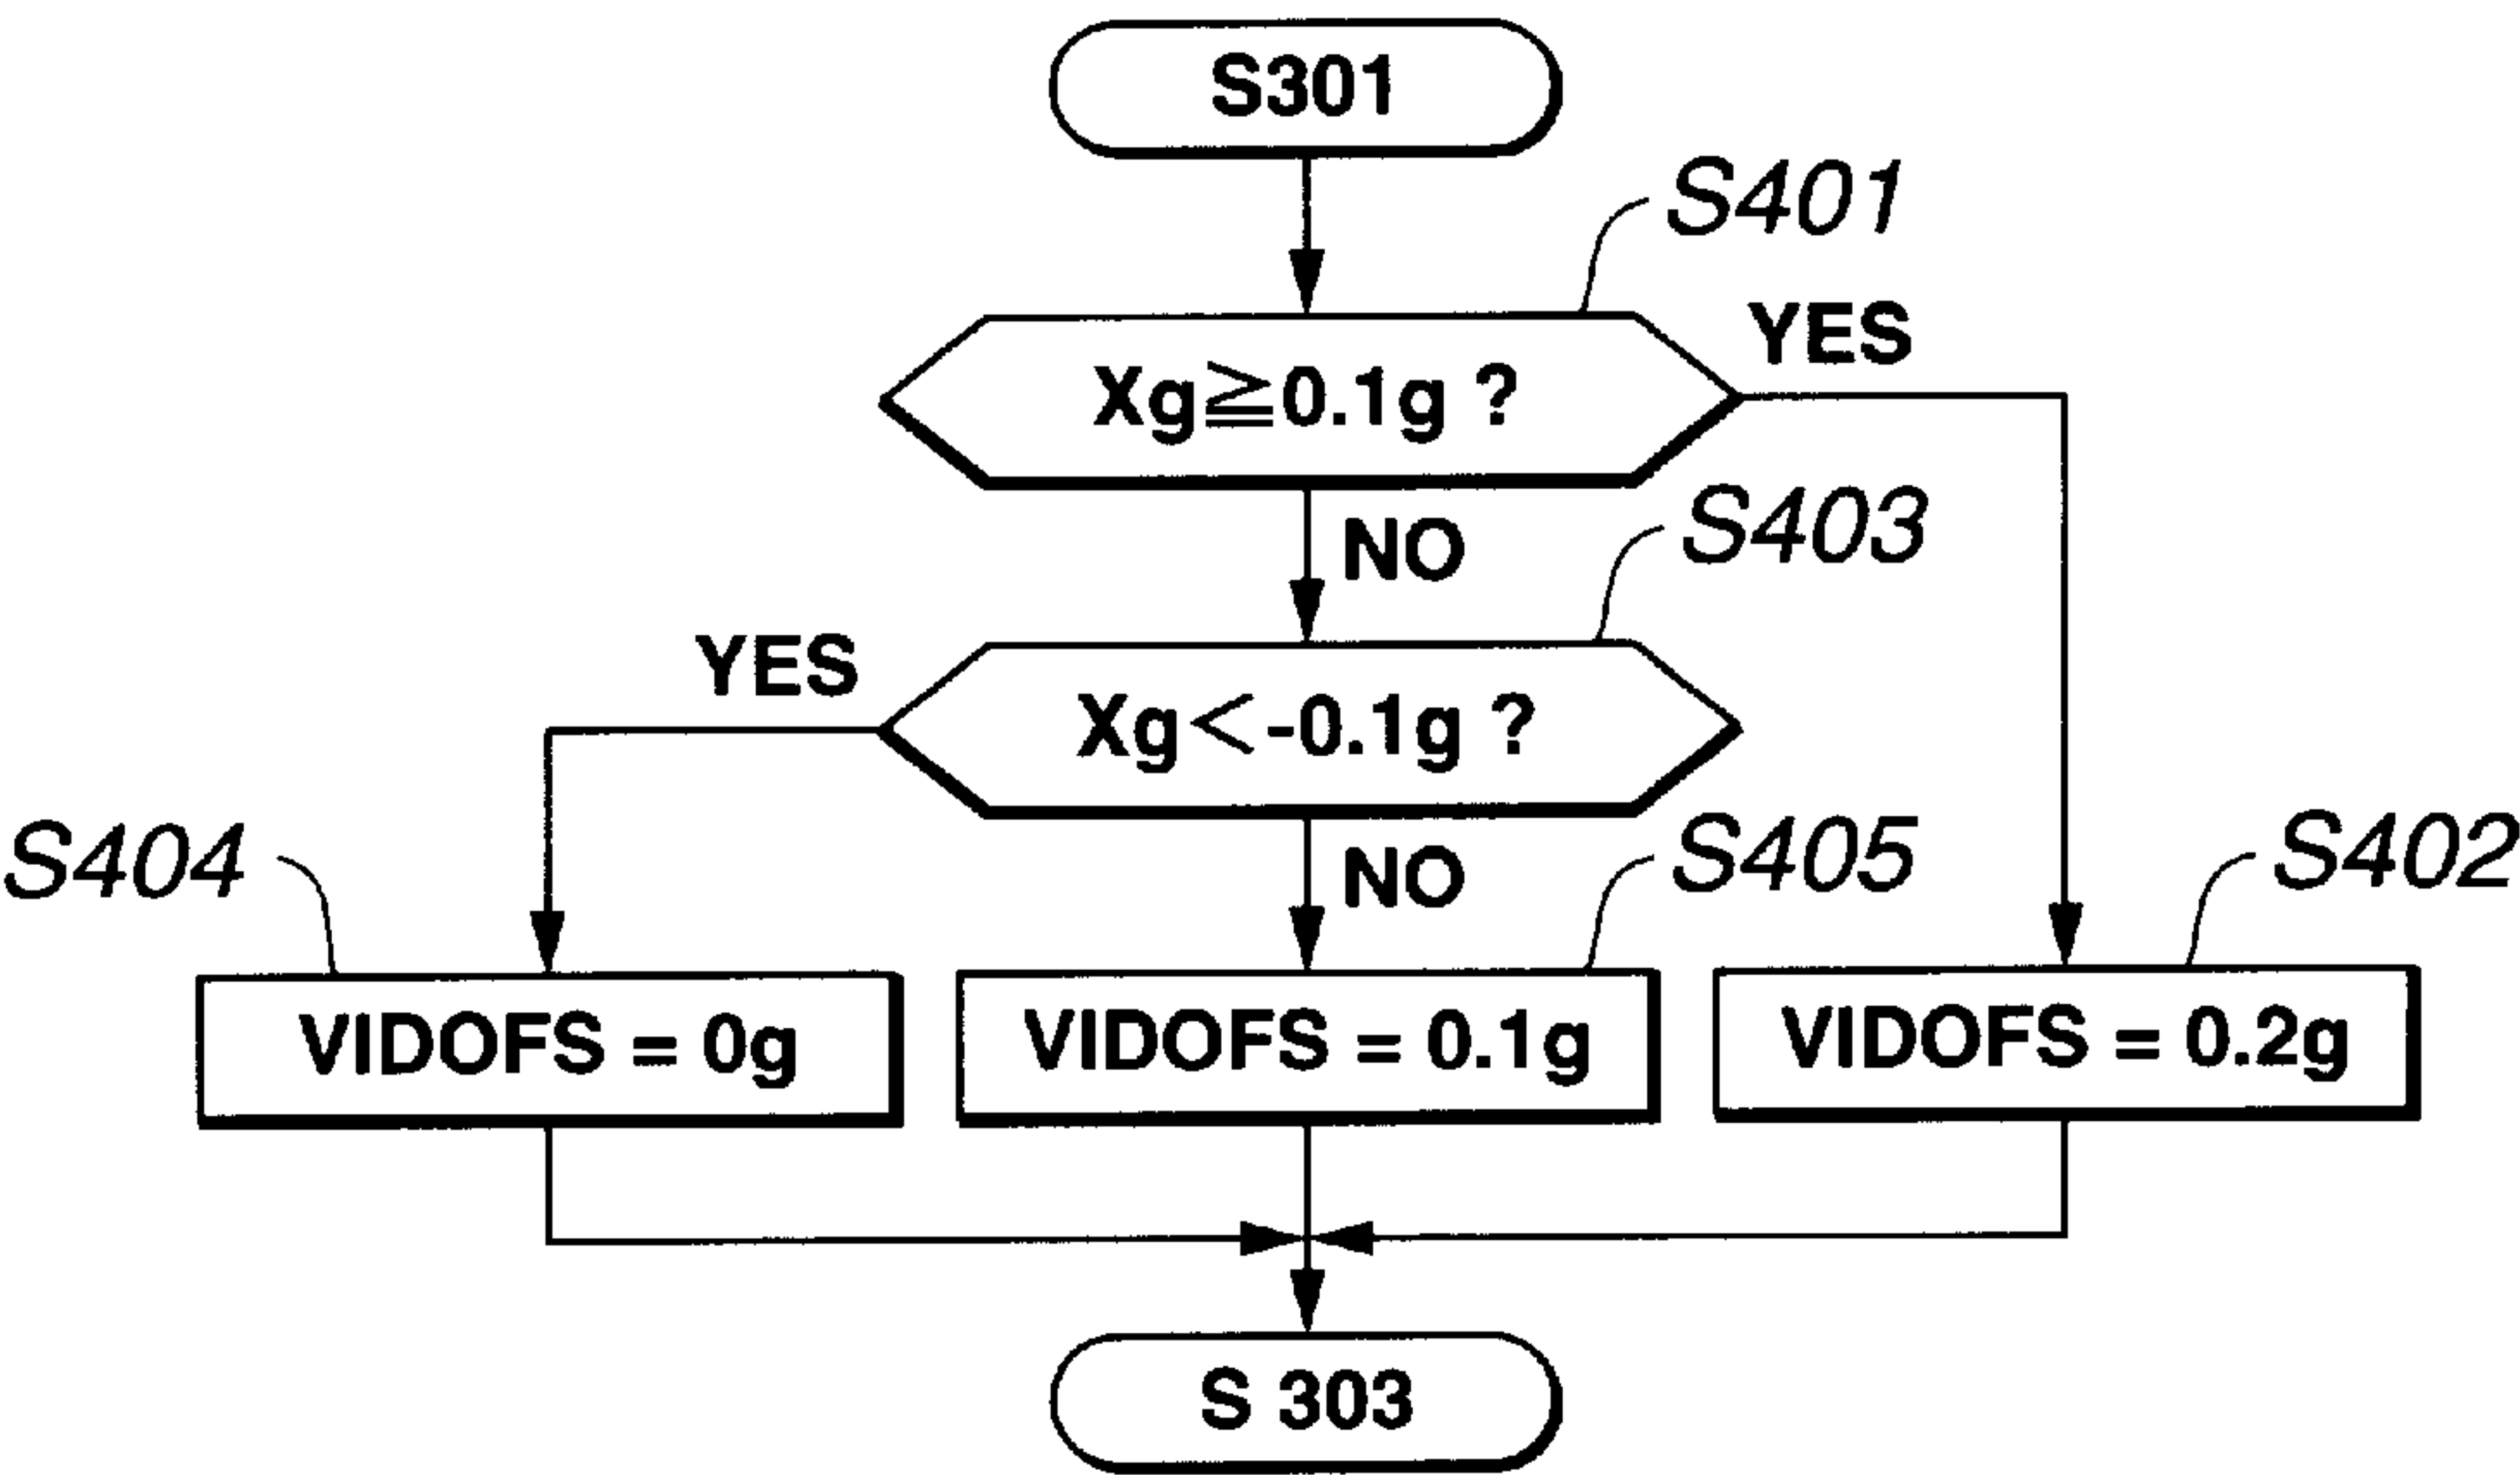 S301
S401
Xg≧0.1g ?
YES
NO
S403
YES
Xg<-0.1g ?
S404
NO
S405
S402
VIDOFS = 0g
VIDOFS = 0.1g
VIDOFS = 0.2g
S 303